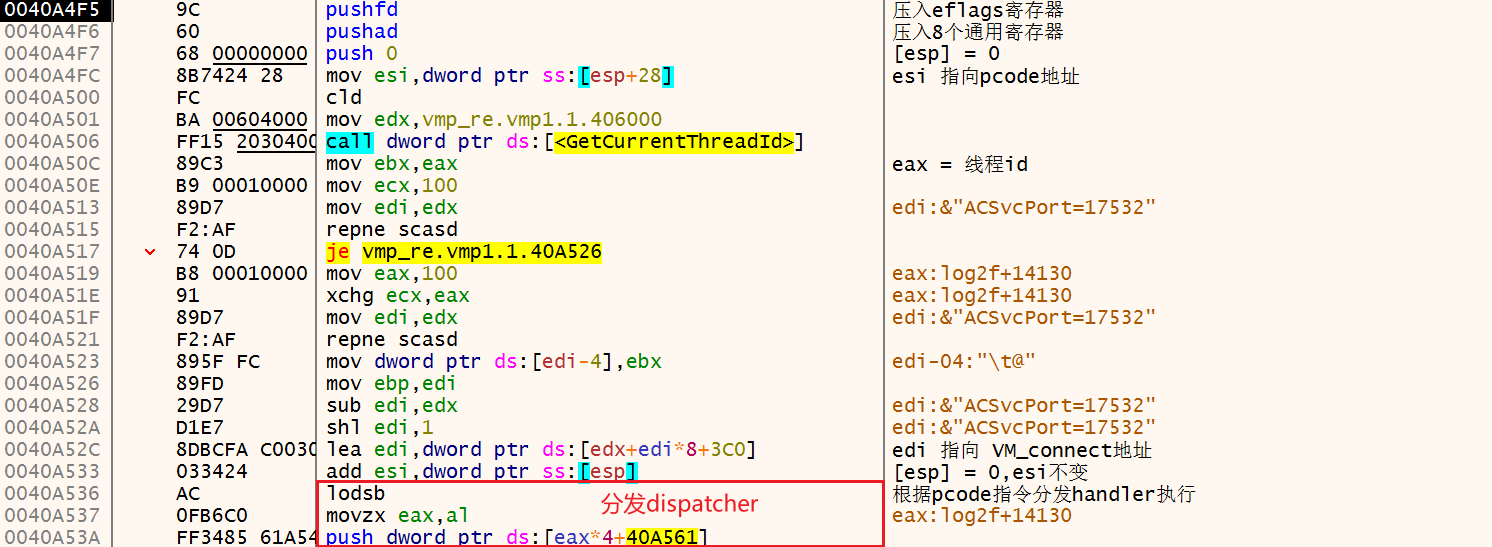 0040A4F5 9C pushfd 压入eflags寄存器
0040A4F6 60 pushad 压入8个通用寄存器
0040A4F7 68 00000000 push 0 [esp] = 0
0040A4FC 8B7424 28 mov esi,dword ptr ss:[esp+28] esi 指向pcode地址
0040A500 FC cld
0040A501 BA 00604000 mov edx,vmp_re.vmp1.1.406000
0040A506 FF15 20304000 call dword ptr ds:[<GetCurrentThreadId>]
0040A50C 89C3 mov ebx,eax eax = 线程id
0040A50E B9 00010000 mov ecx,100
0040A513 89D7 mov edi,edx edi:&"ACSvcPort=17532"
0040A515 F2:AF repne scasd
0040A517 74 0D je vmp_re.vmp1.1.40A526
0040A519 B8 00010000 mov eax,100 eax:log2f+14130
0040A51E 91 xchg ecx,eax eax:log2f+14130
0040A51F 89D7 mov edi,edx edi:&"ACSvcPort=17532"
0040A521 F2:AF repne scasd
0040A523 895F FC mov dword ptr ds:[edi-4],ebx edi-04:"\t@"
0040A526 89FD mov ebp,edi
0040A528 29D7 sub edi,edx edi:&"ACSvcPort=17532"
0040A52A D1E7 shl edi,1 edi:&"ACSvcPort=17532"
0040A52C 8DBCFA C0030 lea edi,dword ptr ds:[edx+edi*8+3C0] edi 指向 VM_connect地址
0040A533 033424 add esi,dword ptr ss:[esp] [esp] = 0,esi不变
0040A536 AC lodsb 分发dispatcher 根据pcode指令分发handler执行
0040A537 0FB6C0 movzx eax,al eax:log2f+14130
0040A53A FF3485 61A54 push dword ptr ds:[eax*4+40A561]